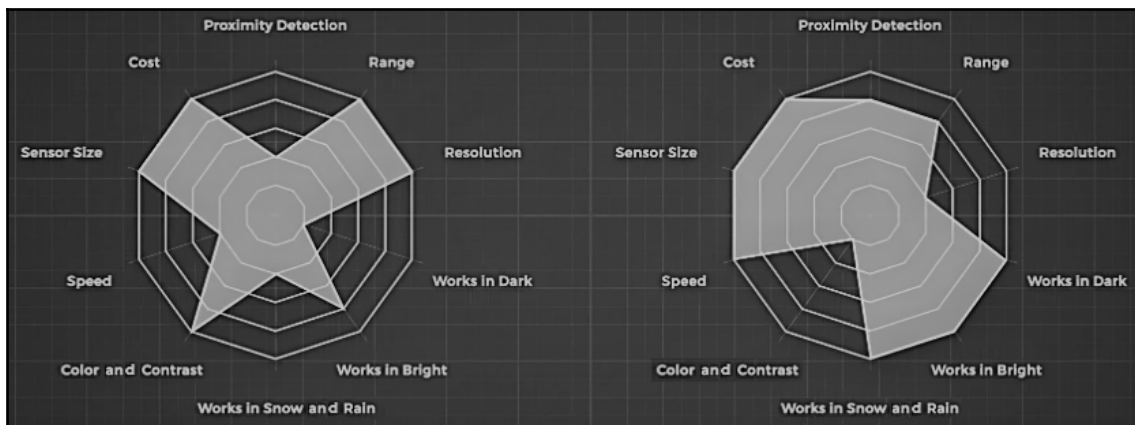 Proximity Detection
Cost
Range
Sensor Size
Resolution
Speed
Works in Dark
Color and Contrast
Works in Bright
Works in Snow and Rain
Proximity Detection
Cost
Range
Sensor Size
Resolution
Speed
Works in Dark
Color and Contrast
Works in Bright
Works in Snow and Rain